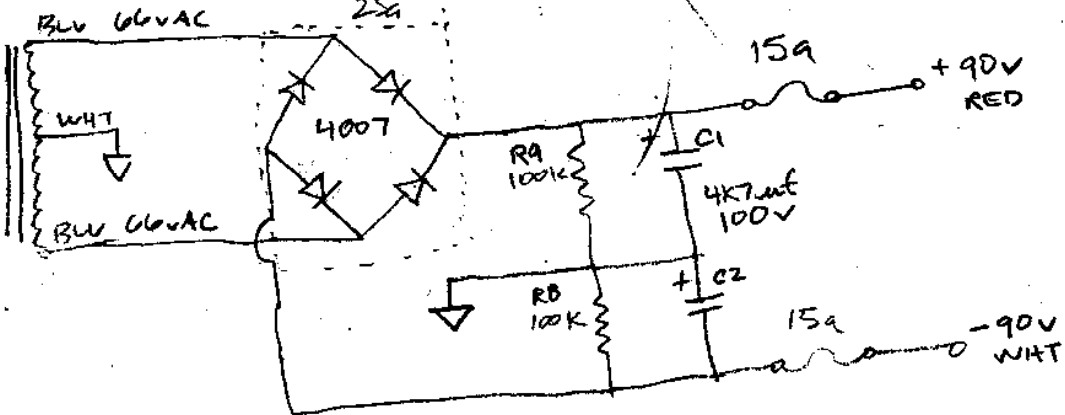 BLU 66vAC
25a
WHT
4007
BLU 66vAC
R9
100K
+
C1
4K7uf
100v
15a
+90v
RED
R8
100K
+
C2
15a
-90v
WHT